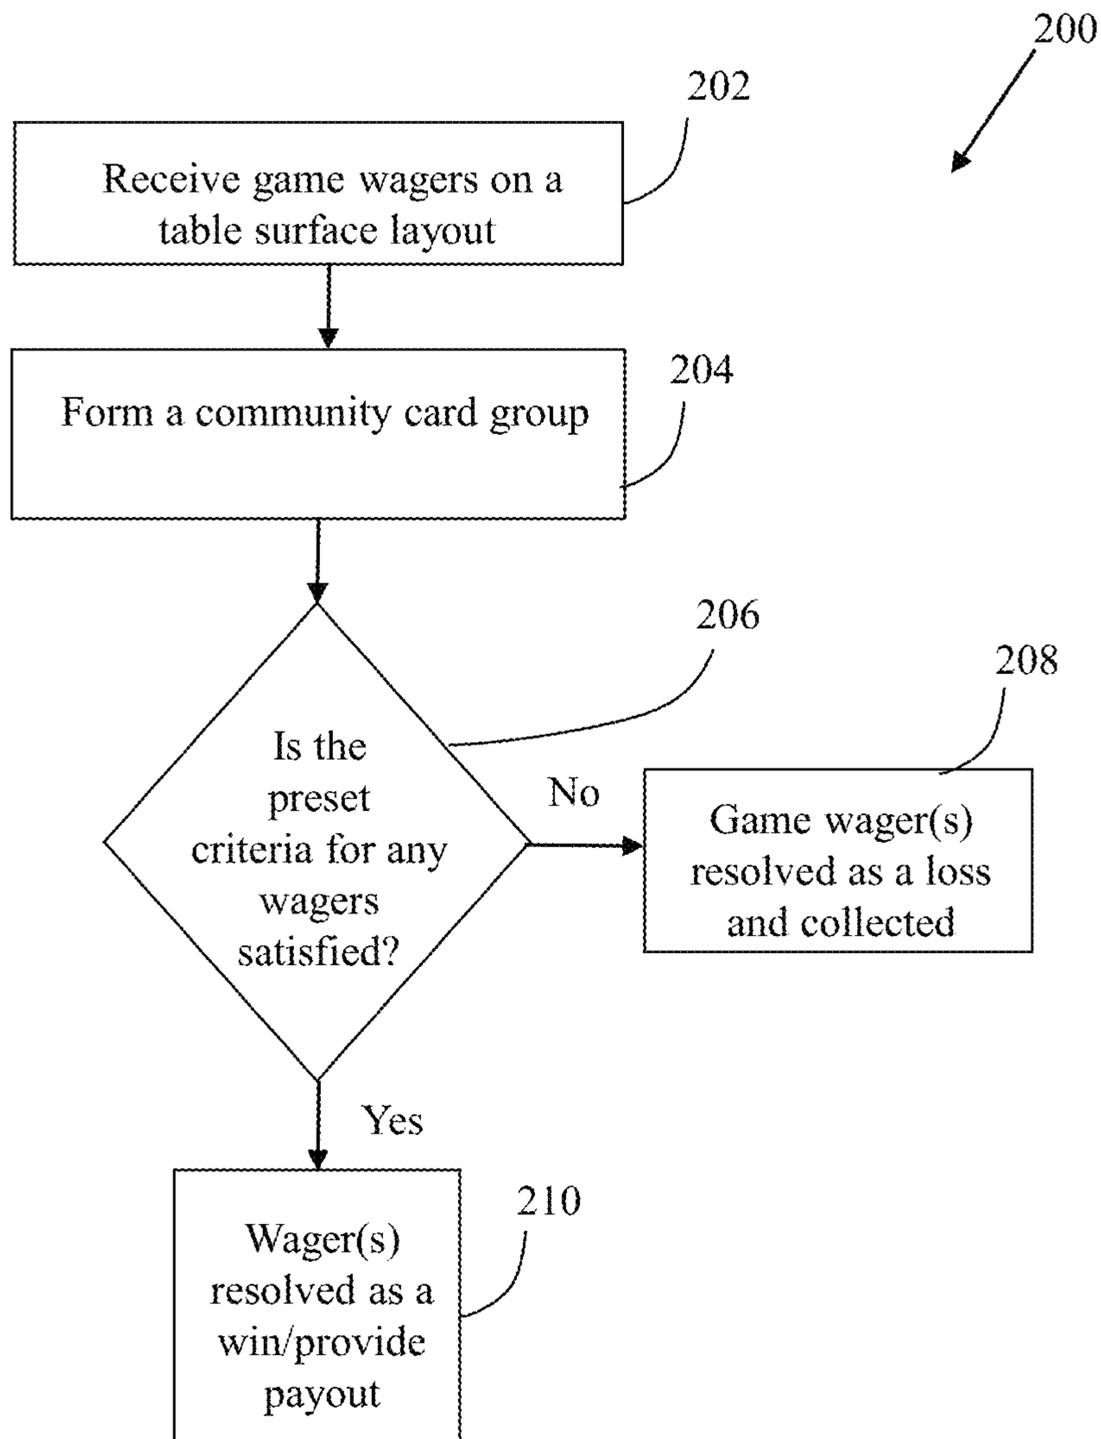 200
202
Receive game wagers on a
table surface layout
204
Form a community card group
206
208
Is the
preset
criteria for any
wagers
satisfied?
No
Game wager(s)
resolved as a loss
and collected
Yes
210
Wager(s)
resolved as a
win/provide
payout